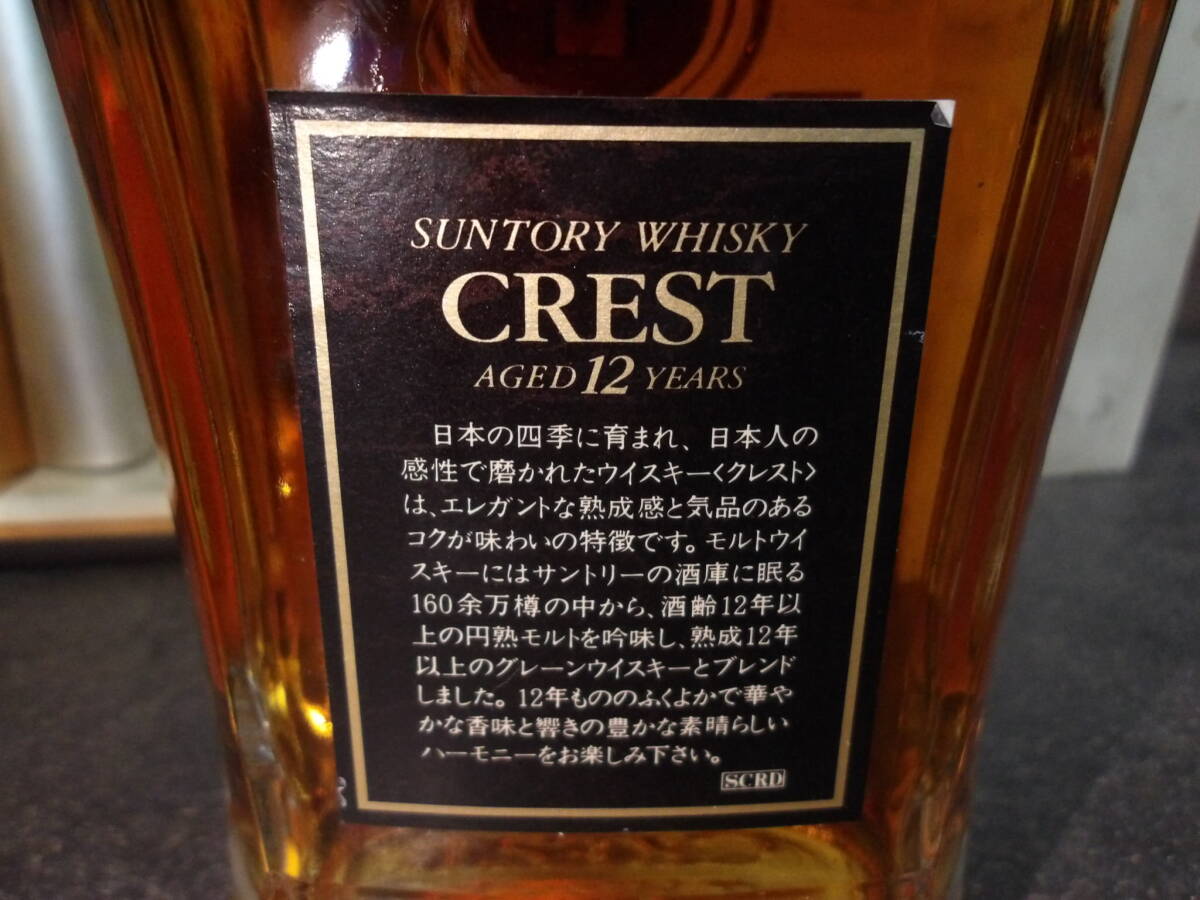 SUNTORY WHISKY
CREST
AGED 12 YEARS
日本の四季に育まれ、日本人の
感性で磨かれたウイスキー〈クレスト〉
は、エレガントな熟成感と気品のある
コクが味わいの特徴です。モルトウイ
スキーにはサントリーの酒庫に眠る
160余万樽の中から、酒齢12年以
上の円熟モルトを吟味し、熟成12年
以上のグレーンウイスキーとブレンド
しました。12年もののふくよかで華や
かな香味と響きの豊かな素晴らしい
ハーモニーをお楽しみ下さい。
SCRD